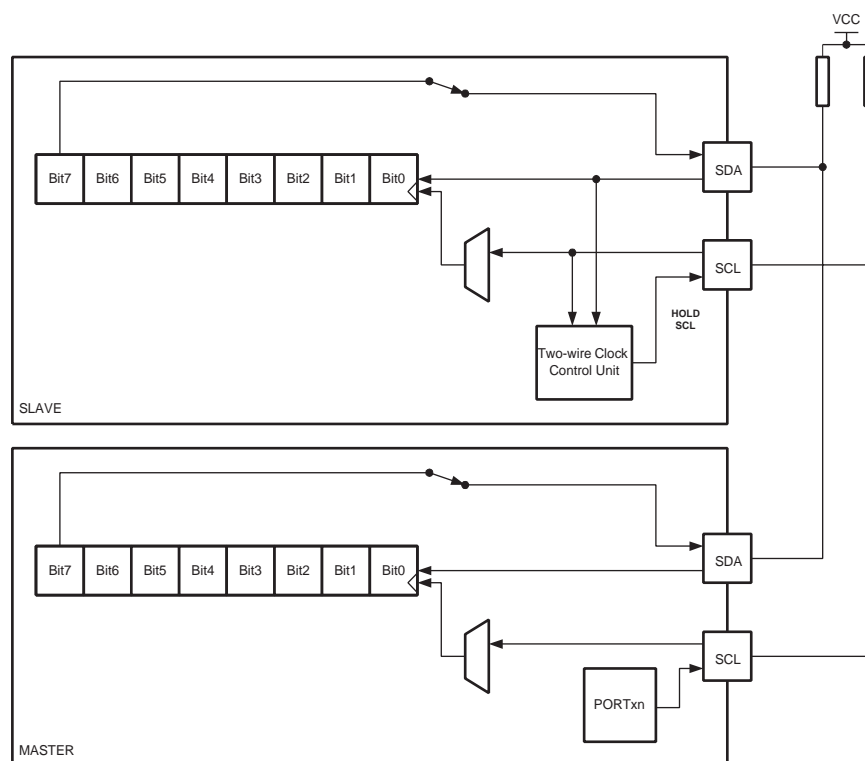 VCC
Bit7 Bit6 Bit5 Bit4 Bit3 Bit2 Bit1 Bit0
SDA
SCL
HOLD
SCL
Two-wire Clock
Control Unit
SLAVE
Bit7 Bit6 Bit5 Bit4 Bit3 Bit2 Bit1 Bit0
SDA
SCL
PORTxn
MASTER